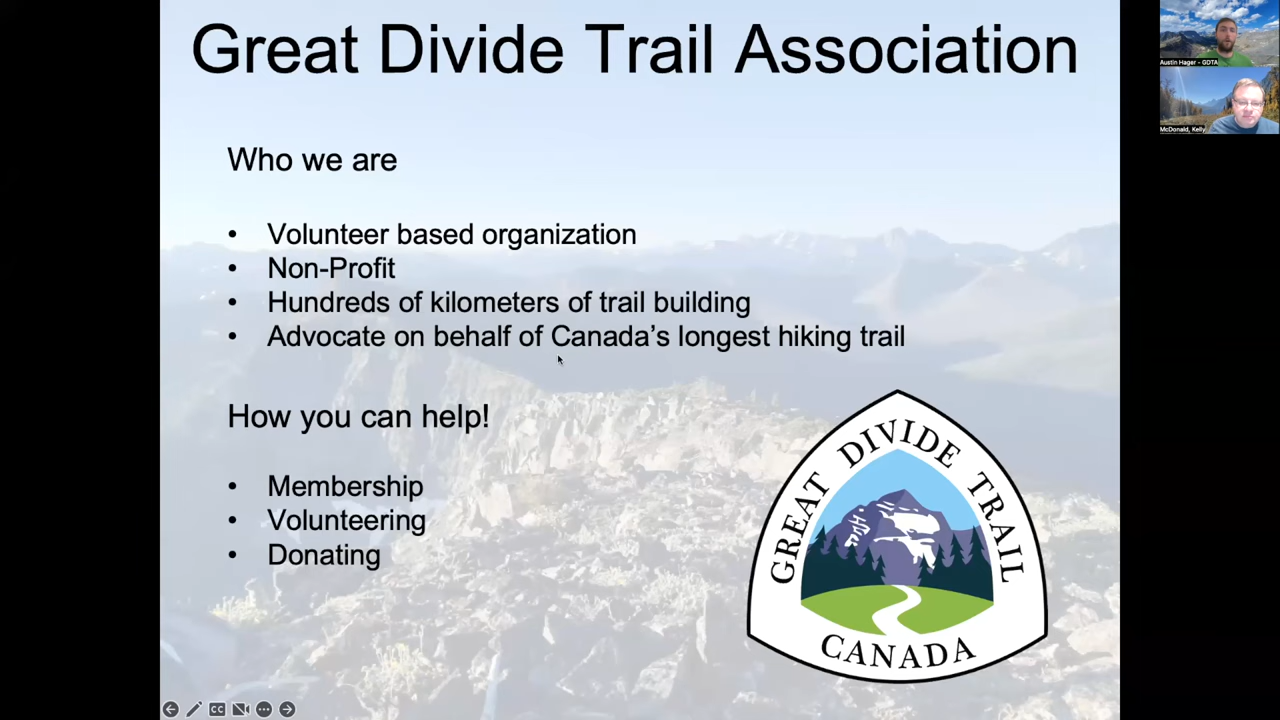 Great Divide Trail Association
Austin Hager - GDTA
McDonald, Kelly
Who we are
• Volunteer based organization
• Non-Profit
• Hundreds of kilometers of trail building
• Advocate on behalf of Canada’s longest hiking trail
How you can help!
• Membership
• Volunteering
• Donating
GREAT DIVIDE TRAIL
CANADA
CC